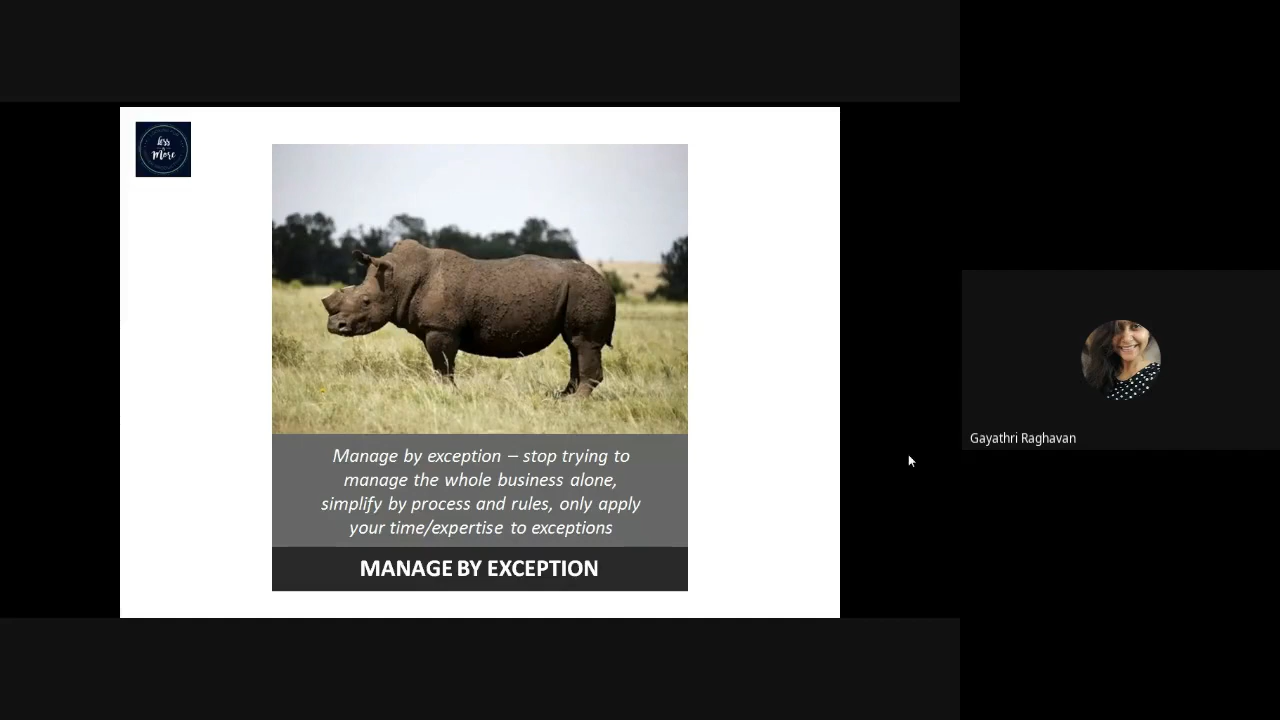 less
More
Manage by exception – stop trying to
manage the whole business alone,
simplify by process and rules, only apply
your time/expertise to exceptions
MANAGE BY EXCEPTION
Gayathri Raghavan